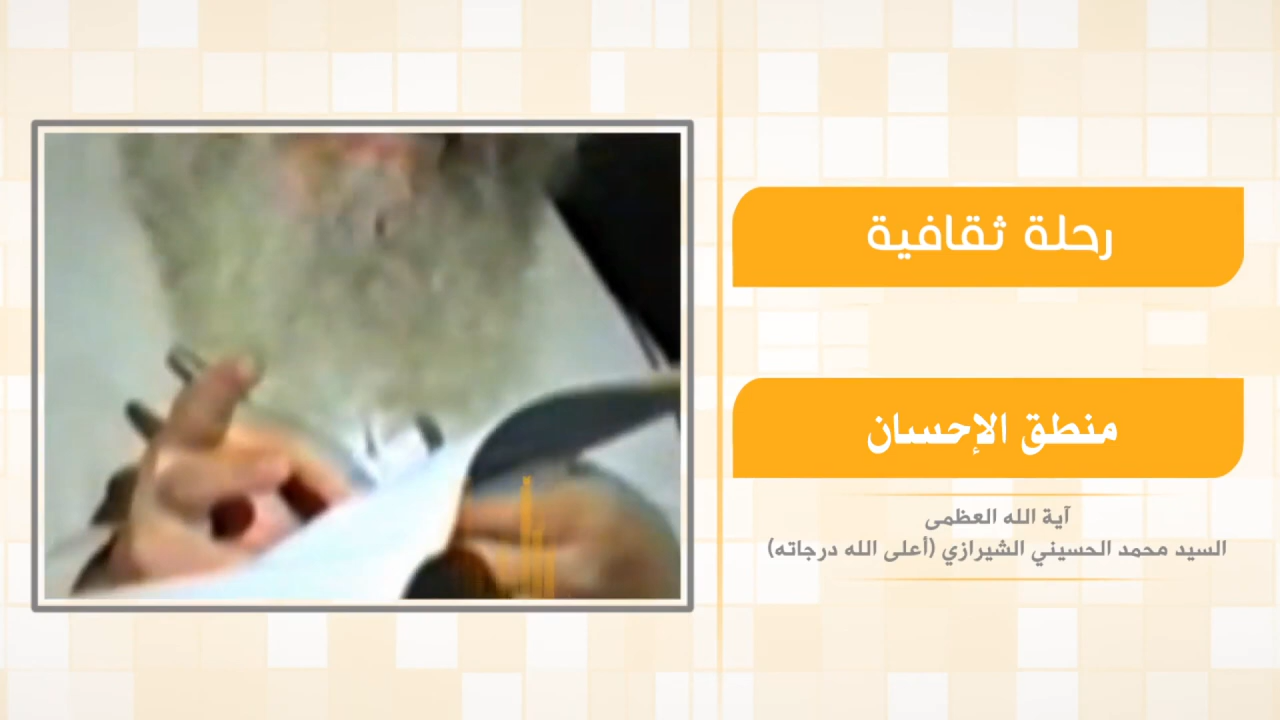 رحلة ثقافية
منطق الإحسان
آية الله العظمى
السيد محمد الحسيني الشيرازي (أعلى الله درجاته)